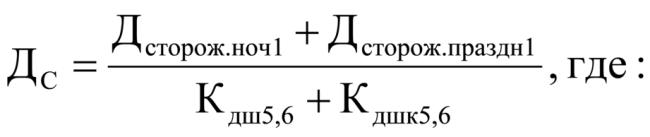 Д_С = (Д_сторож.ноч1 + Д_сторож.праздн1) / (К_дш5,6 + К_дшк5,6), где: